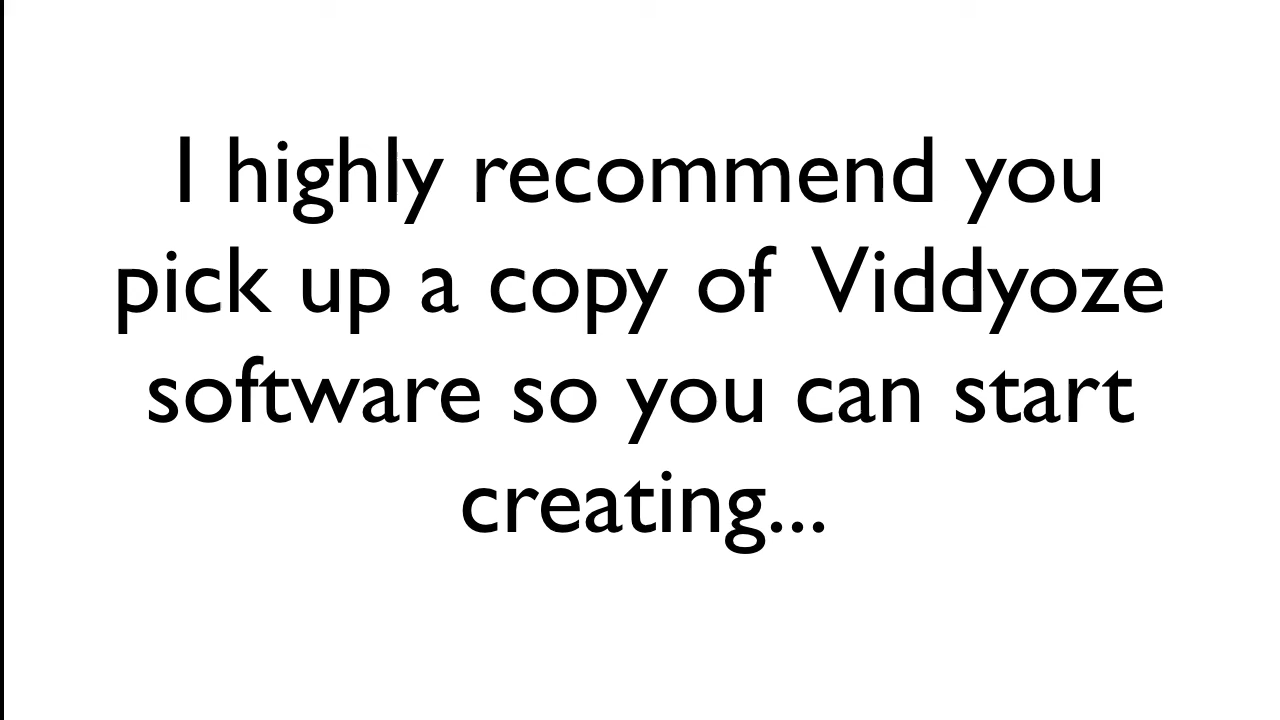 I highly recommend you
pick up a copy of Viddyoze
software so you can start
creating...